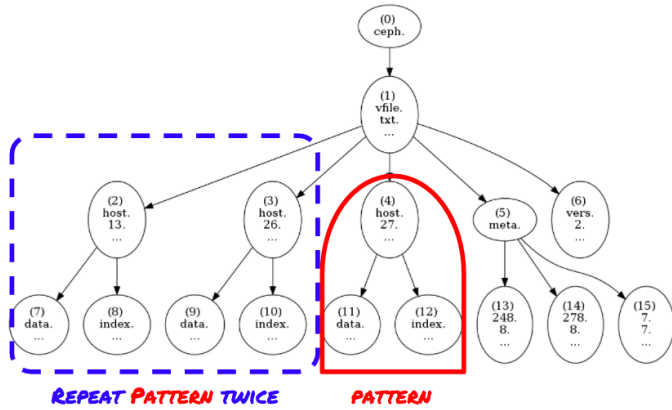 (0)
ceph.
(1)
vfile.
txt.
...
(2)
host.
13.
...
(3)
host.
26.
...
(4)
host.
27.
...
(5)
meta.
(6)
vers.
2.
...
(7)
data.
...
(8)
index.
...
(9)
data.
...
(10)
index.
...
(11)
data.
...
(12)
index.
...
(13)
248.
8.
...
(14)
278.
8.
...
(15)
7.
7.
...
REPEAT PATTERN TWICE
PATTERN